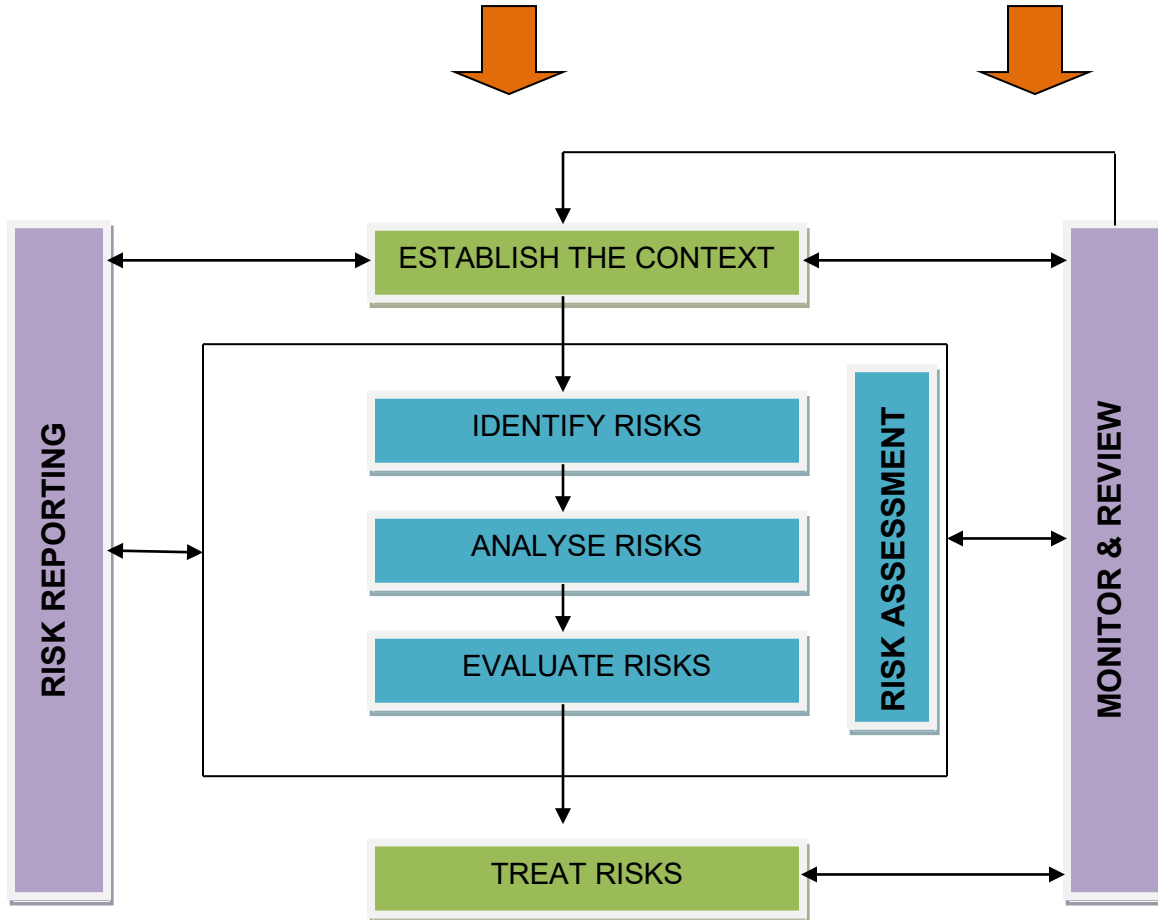 ESTABLISH THE CONTEXT
IDENTIFY RISKS
ANALYSE RISKS
EVALUATE RISKS
TREAT RISKS
RISK REPORTING
RISK ASSESSMENT
MONITOR & REVIEW